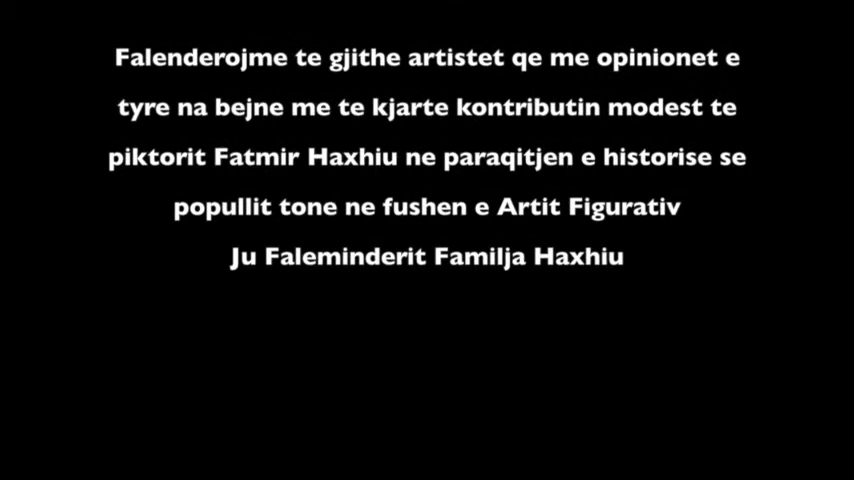 Falenderojme te gjithe artistet qe me opinionet e
tyre na bejne me te kjarte kontributin modest te
piktorit Fatmir Haxhiu ne paraqitjen e historise se
popullit tone ne fushen e Artit Figurativ
Ju Faleminderit Familja Haxhiu